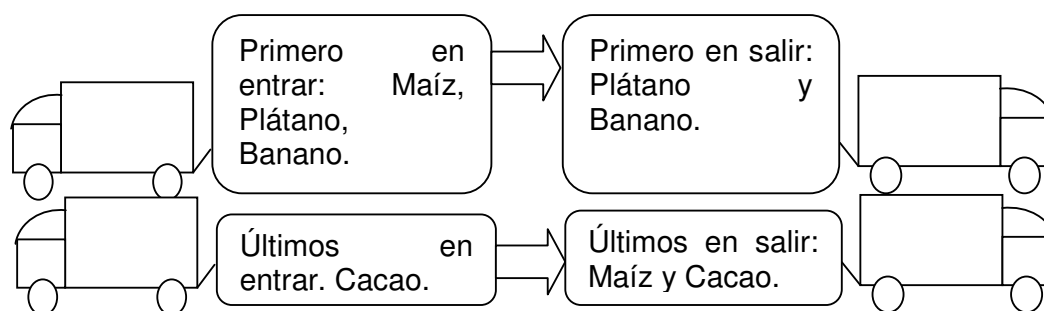 Primero en
entrar: Maíz,
Plátano,
Banano.
Primero en salir:
Plátano y
Banano.
Últimos en
entrar. Cacao.
Últimos en salir:
Maíz y Cacao.